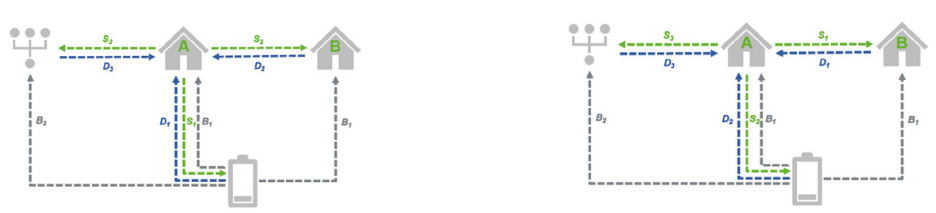 S₃
A
S₂
B
D₃
D₂
B₂
D₁
S₁
B₁
B₁
S₃
A
S₁
B
D₃
D₁
B₂
D₂
S₂
B₁
B₁